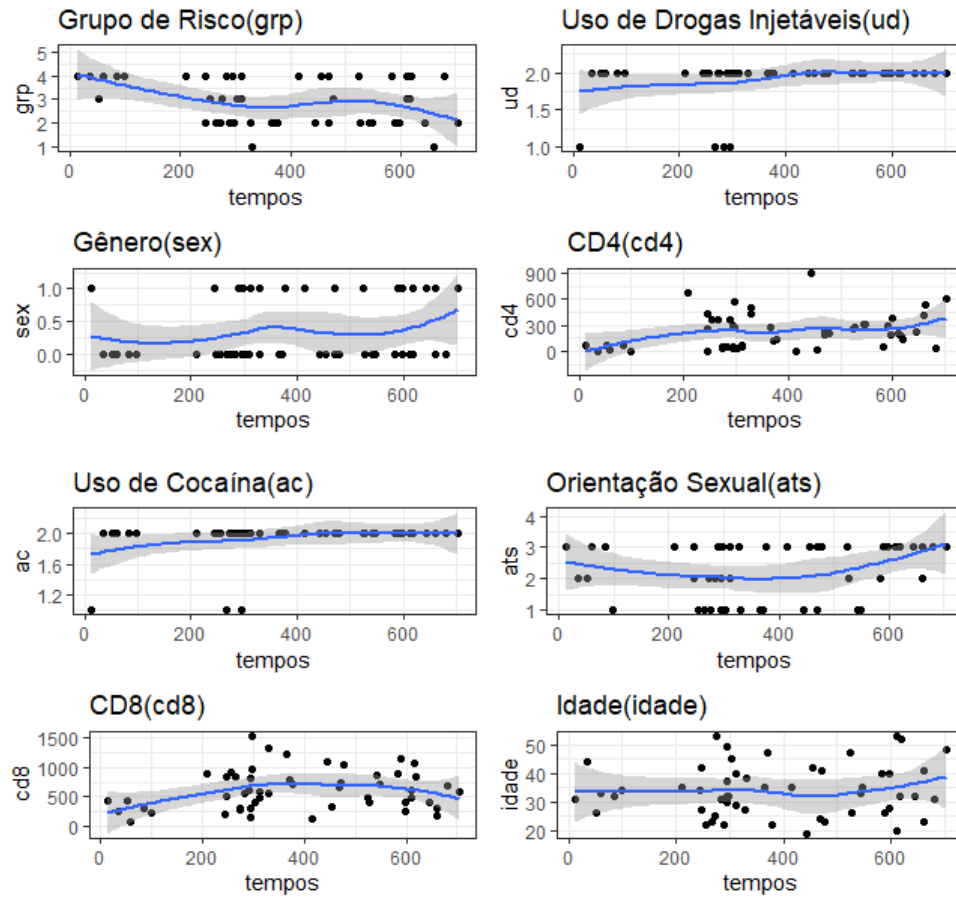 Grupo de Risco(grp)
5
4
3
2
1
grp
0
200
400
600
tempos
Uso de Drogas Injetáveis(ud)
2.0
1.5
1.0
ud
0
200
400
600
tempos
Gênero(sex)
1.0
0.5
0.0
sex
0
200
400
600
tempos
CD4(cd4)
900
600
300
0
cd4
0
200
400
600
tempos
Uso de Cocaína(ac)
2.0
1.6
1.2
ac
0
200
400
600
tempos
Orientação Sexual(ats)
4
3
2
1
ats
0
200
400
600
tempos
CD8(cd8)
1500
1000
500
0
cd8
0
200
400
600
tempos
Idade(idade)
50
40
30
20
idade
0
200
400
600
tempos